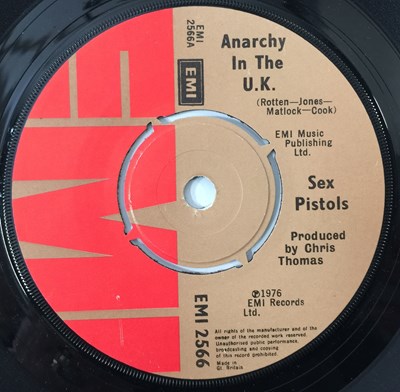 EMI
EMI
2566A
EMI
Anarchy
In The
U.K.
(Rotten—Jones—
Matlock—Cook)
EMI Music
Publishing
Ltd.
Sex
Pistols
Produced
by Chris
Thomas
EMI 2566
℗1976
EMI Records
Ltd.
All rights of the manufacturer and of the
owner of the recorded work reserved.
Unauthorised public performance,
broadcasting and copying of
this record prohibited.
Made in
Gt. Britain